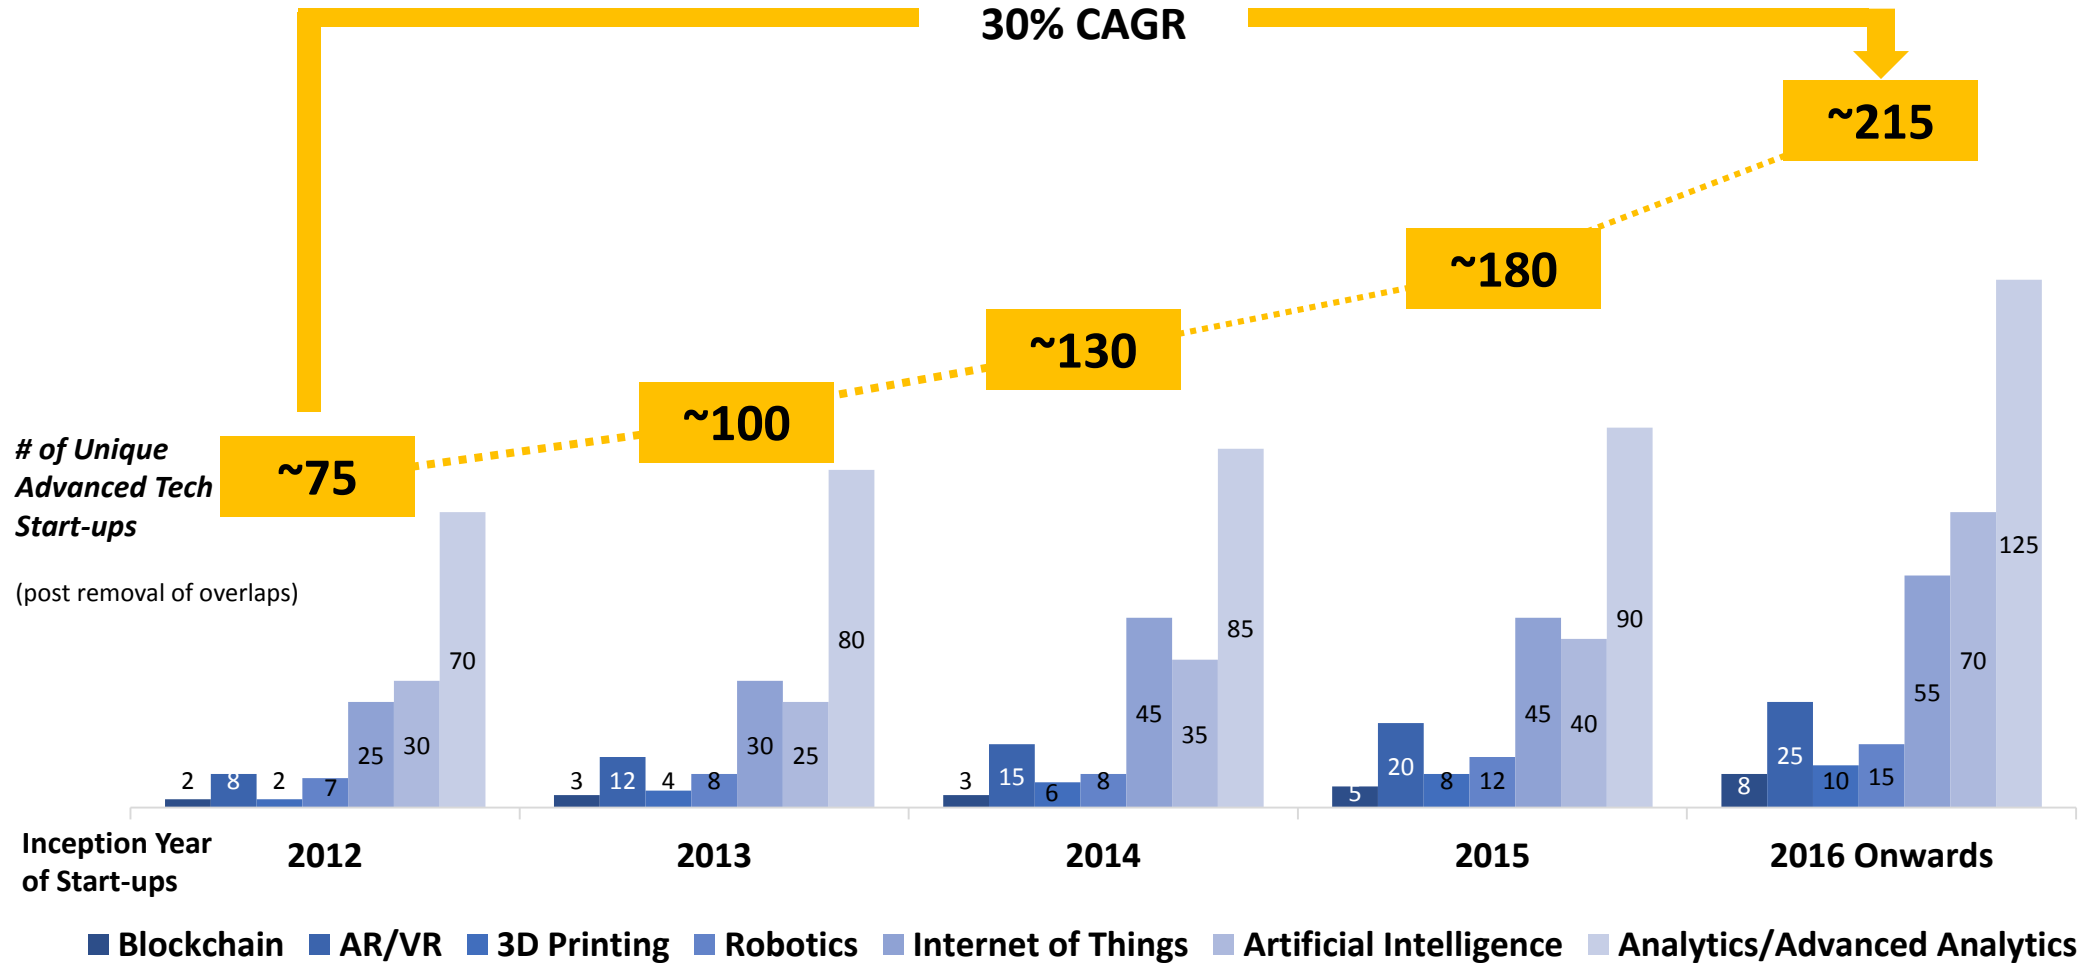 30% CAGR
~215
~180
~130
~100
~75
# of Unique
Advanced Tech
Start-ups
(post removal of overlaps)
2 8 2 7 25 30 70
3 12 4 8 30 25 80
3 15 6 8 45 35 85
5 20 8 12 45 40 90
8 25 10 15 55 70 125
Inception Year
of Start-ups
2012 2013 2014 2015 2016 Onwards
Blockchain AR/VR 3D Printing Robotics Internet of Things Artificial Intelligence Analytics/Advanced Analytics